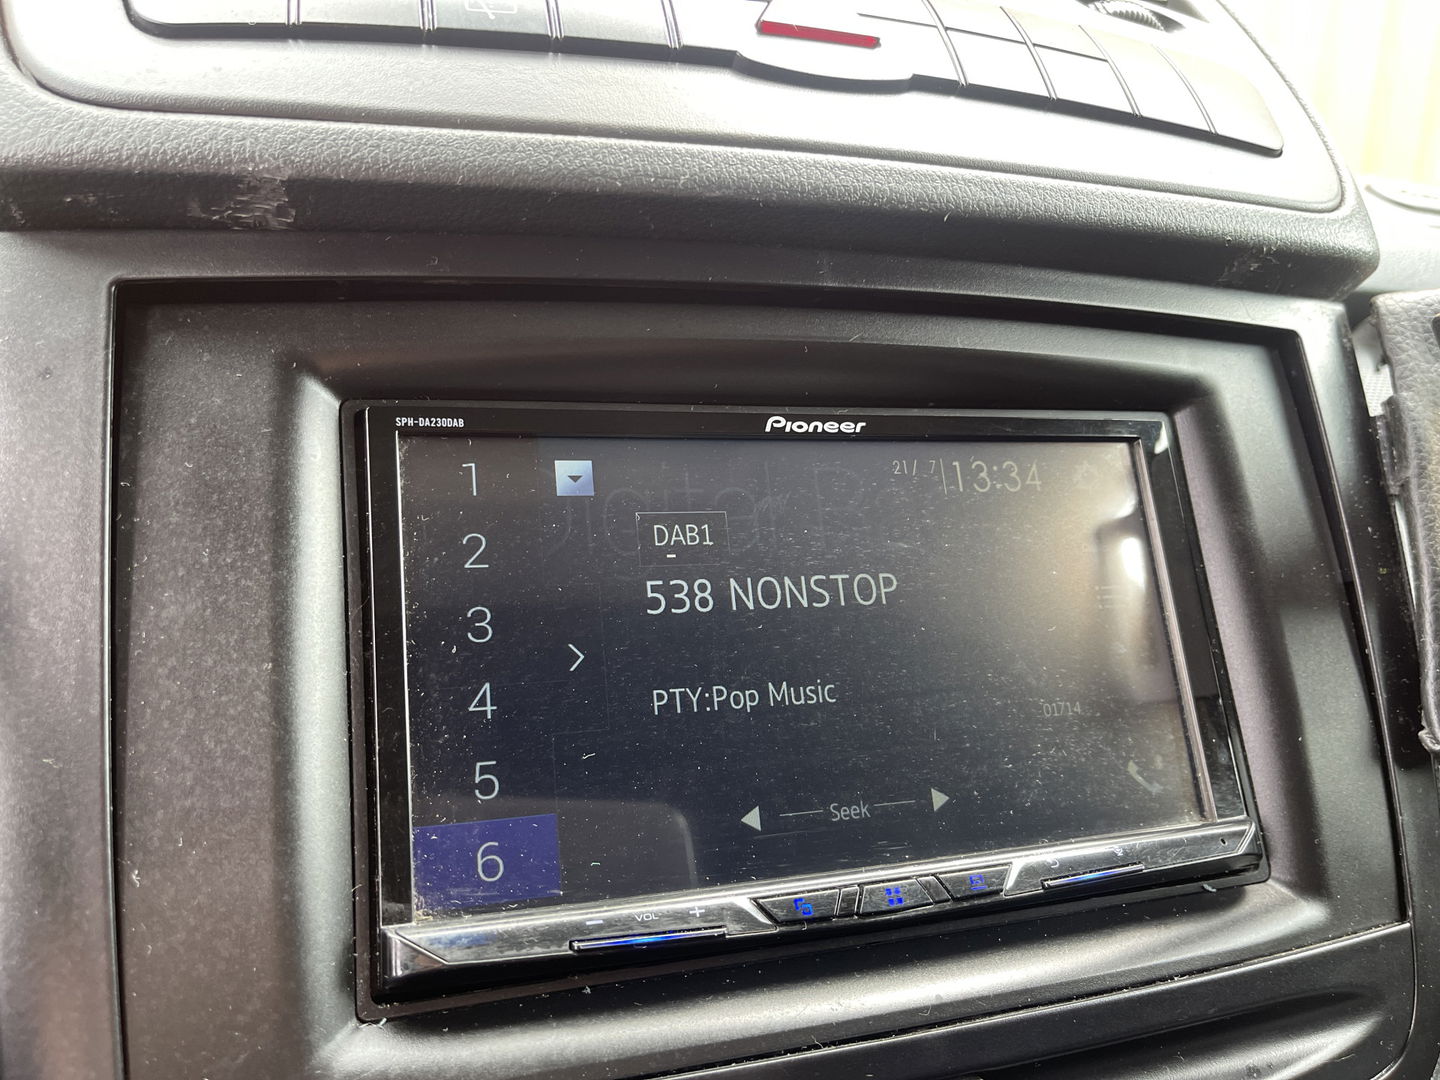 SPH-DA230DAB
Pioneer
1
21/ 7 13:34
2
DAB1
538 NONSTOP
3
4
PTY:Pop Music
01714
5
Seek
6
− VOL +